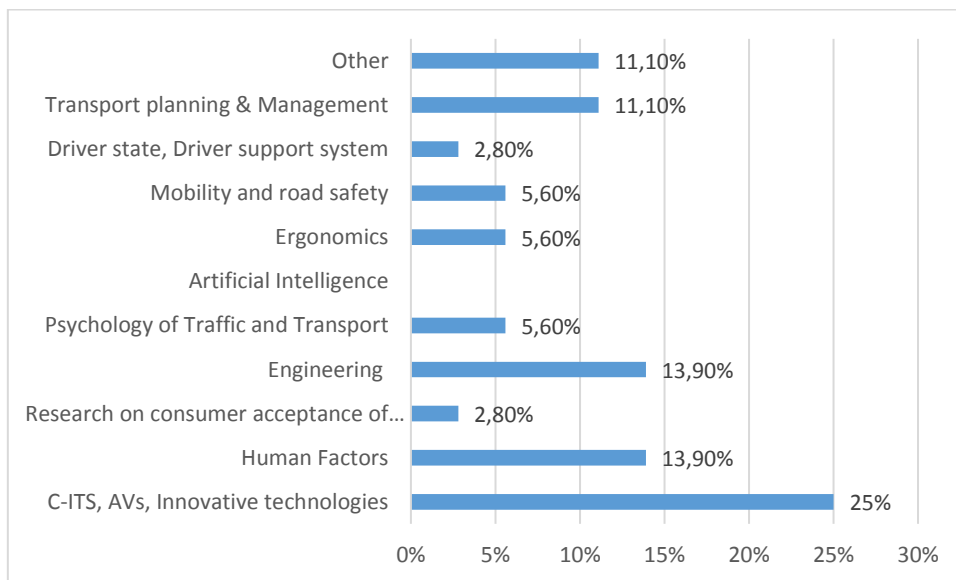 Other 11,10%
Transport planning & Management 11,10%
Driver state, Driver support system 2,80%
Mobility and road safety 5,60%
Ergonomics 5,60%
Artificial Intelligence
Psychology of Traffic and Transport 5,60%
Engineering 13,90%
Research on consumer acceptance of... 2,80%
Human Factors 13,90%
C-ITS, AVs, Innovative technologies 25%
0% 5% 10% 15% 20% 25% 30%